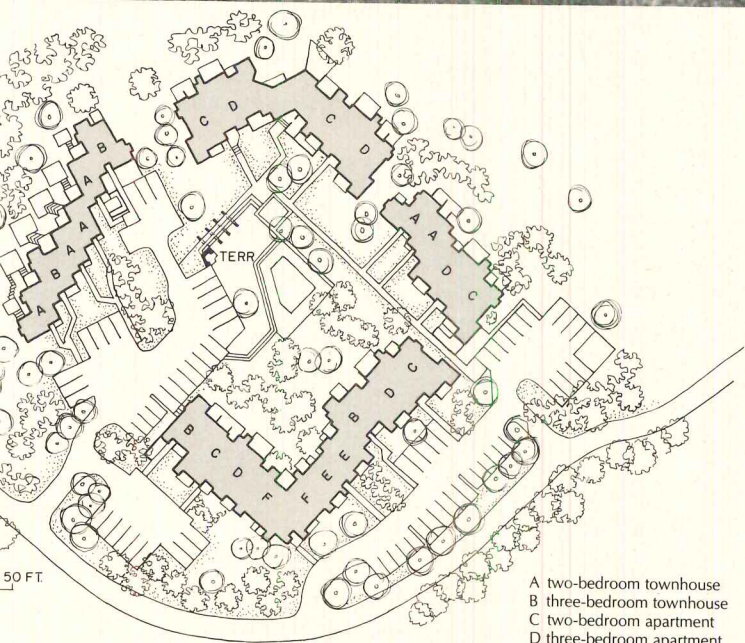 B
A
A
A
B
A
C
D
C
D
A
A
D
C
TERR
C
D
B
E
E
E
F
F
D
C
B
50 FT.
A two-bedroom townhouse
B three-bedroom townhouse
C two-bedroom apartment
D three-bedroom apartment